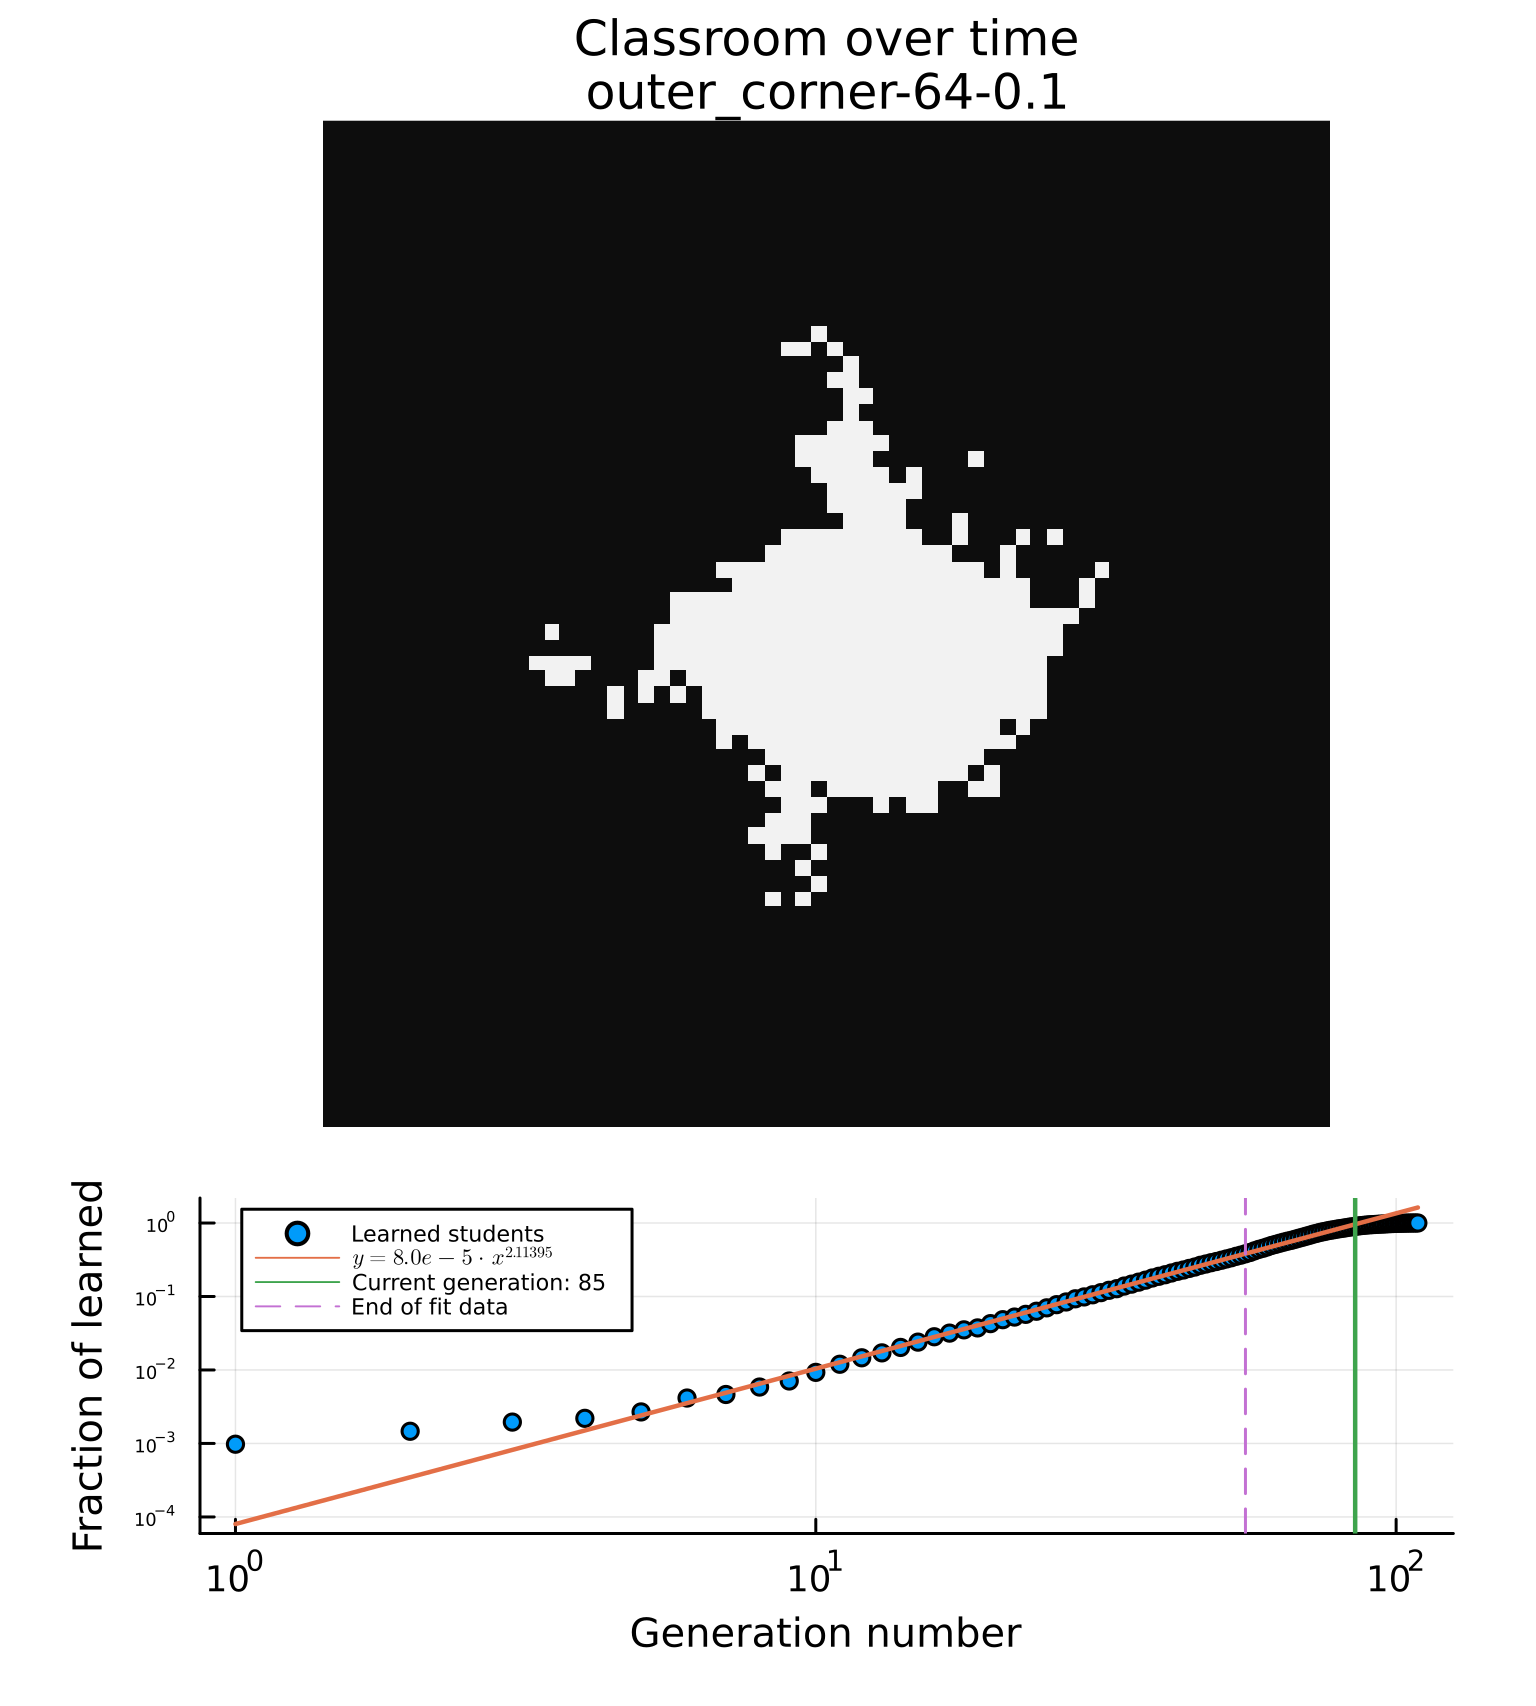 Classroom over time
outer_corner-64-0.1
Fraction of learned
10^0
10^−1
10^−2
10^−3
10^−4
Learned students
y = 8.0e − 5 · x^2.11395
Current generation: 85
End of fit data
10^0 10^1 10^2
Generation number